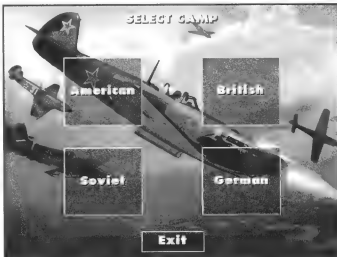 SELECT CAMP
American
British
Soviet
German
Exit